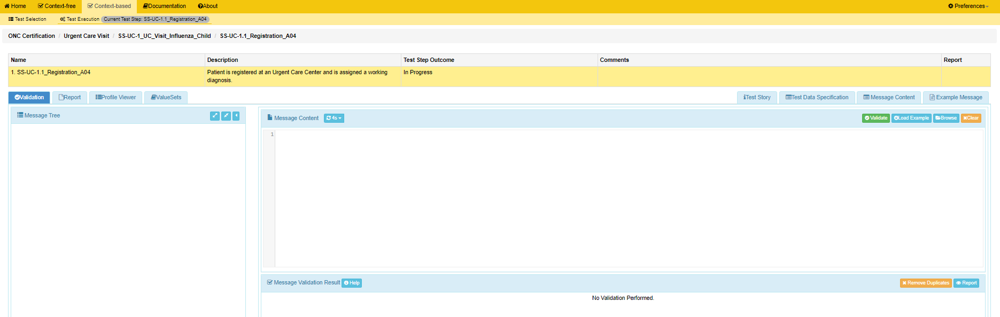 Home Context-free Context-based Documentation About Preferences
Test Selection Test Execution Current Test Step: SS-UC-1.1_Registration_A04
ONC Certification / Urgent Care Visit / SS-UC-1_UC_Visit_Influenza_Child / SS-UC-1.1_Registration_A04
Name Description Test Step Outcome Comments Report
1. SS-UC-1.1_Registration_A04 Patient is registered at an Urgent Care Center and is assigned a working In Progress
diagnosis.
Validation Report Profile Viewer ValueSets Test Story Test Data Specification Message Content Example Message
Message Tree
Message Content 4s Validate Load Example Browse Clear
1
Message Validation Result Help Remove Duplicates Report
No Validation Performed.